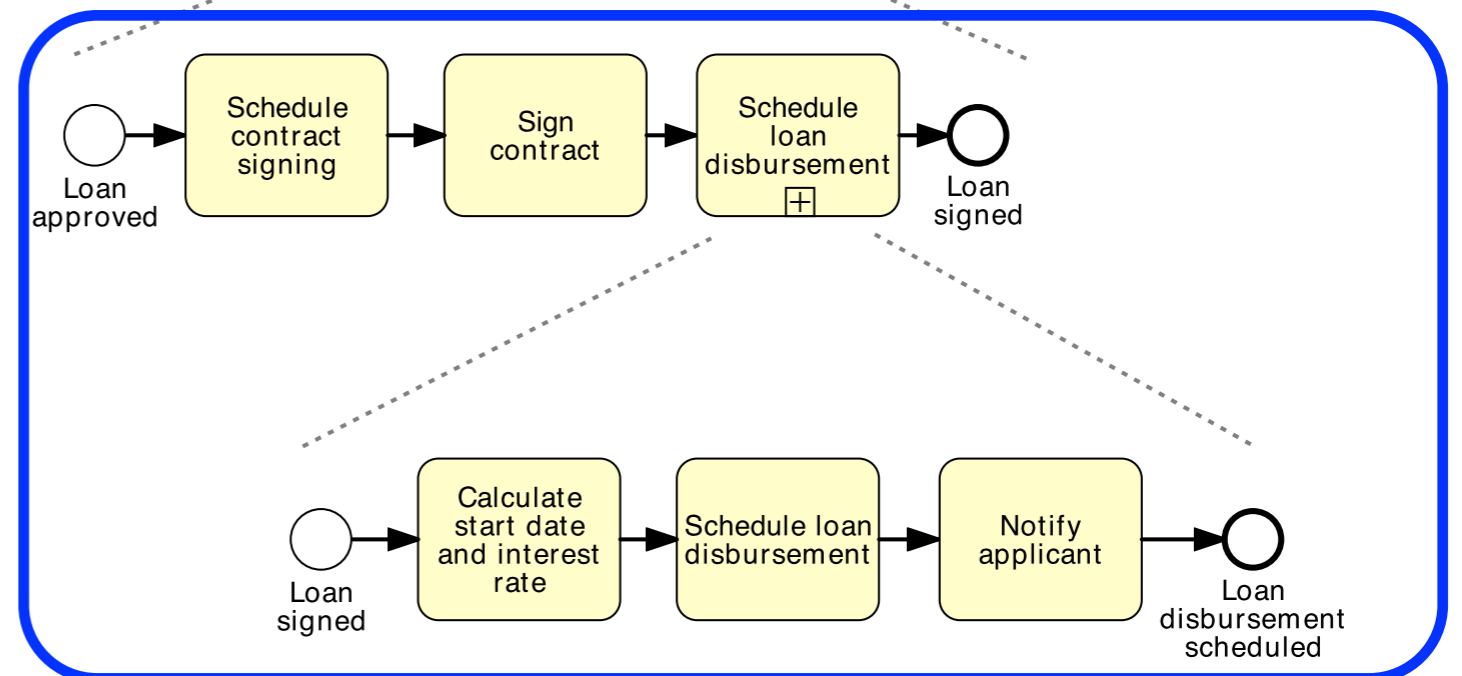 Loan
approved
Schedule
contract
signing
Sign
contract
Schedule
loan
disbursement
Loan
signed
Loan
signed
Calculate
start date
and interest
rate
Schedule loan
disbursement
Notify
applicant
Loan
disbursement
scheduled